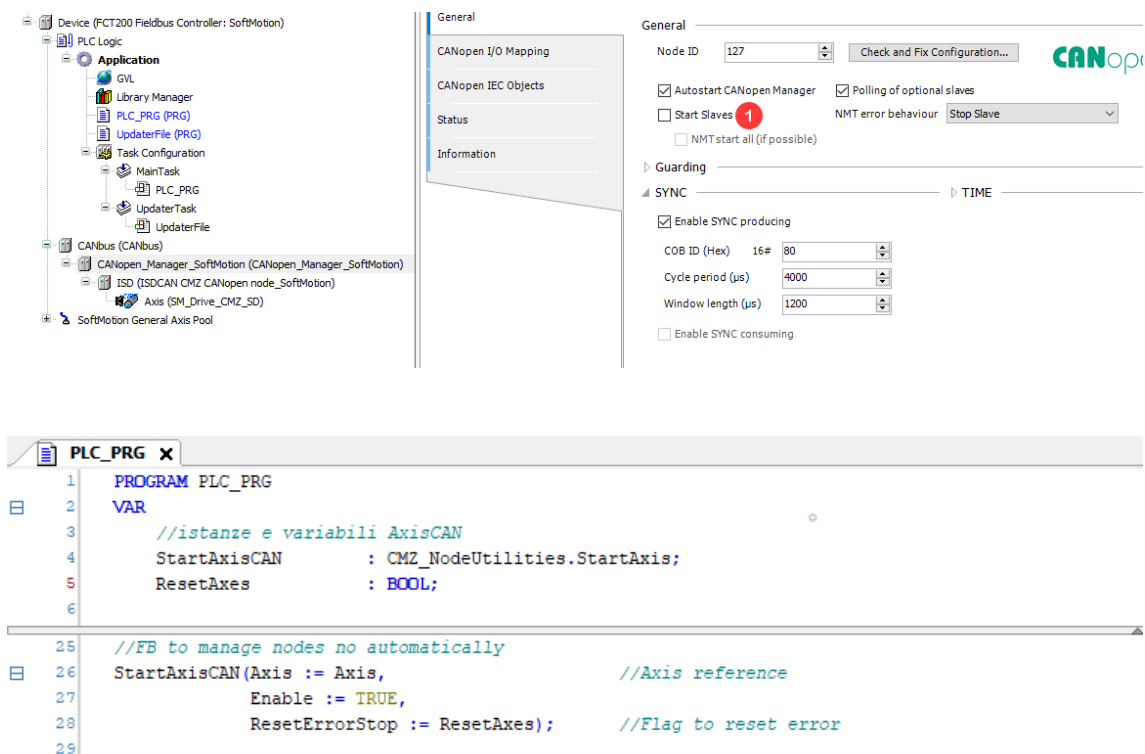 Device (FCT200 Fieldbus Controller: SoftMotion)
PLC Logic
Application
GVL
Library Manager
PLC_PRG (PRG)
UpdaterFile (PRG)
Task Configuration
MainTask
PLC_PRG
UpdaterTask
UpdaterFile
CANbus (CANbus)
CANopen_Manager_SoftMotion (CANopen_Manager_SoftMotion)
ISD (ISDCAN CMZ CANopen node_SoftMotion)
Axis (SM_Drive_CMZ_SD)
SoftMotion General Axis Pool
General
CANopen I/O Mapping
CANopen IEC Objects
Status
Information
General
Node ID 127 Check and Fix Configuration... CANope
Autostart CANopen Manager Polling of optional slaves
Start Slaves 1 NMT error behaviour Stop Slave
NMT start all (if possible)
Guarding
SYNC TIME
Enable SYNC producing
COB ID (Hex) 16# 80
Cycle period (µs) 4000
Window length (µs) 1200
Enable SYNC consuming
PLC_PRG X
1 PROGRAM PLC_PRG
2 VAR
3 //istanze e variabili AxisCAN
4 StartAxisCAN : CMZ_NodeUtilities.StartAxis;
5 ResetAxes : BOOL;
6
25 //FB to manage nodes no automatically
26 StartAxisCAN(Axis := Axis, //Axis reference
27 Enable := TRUE,
28 ResetErrorStop := ResetAxes); //Flag to reset error
29